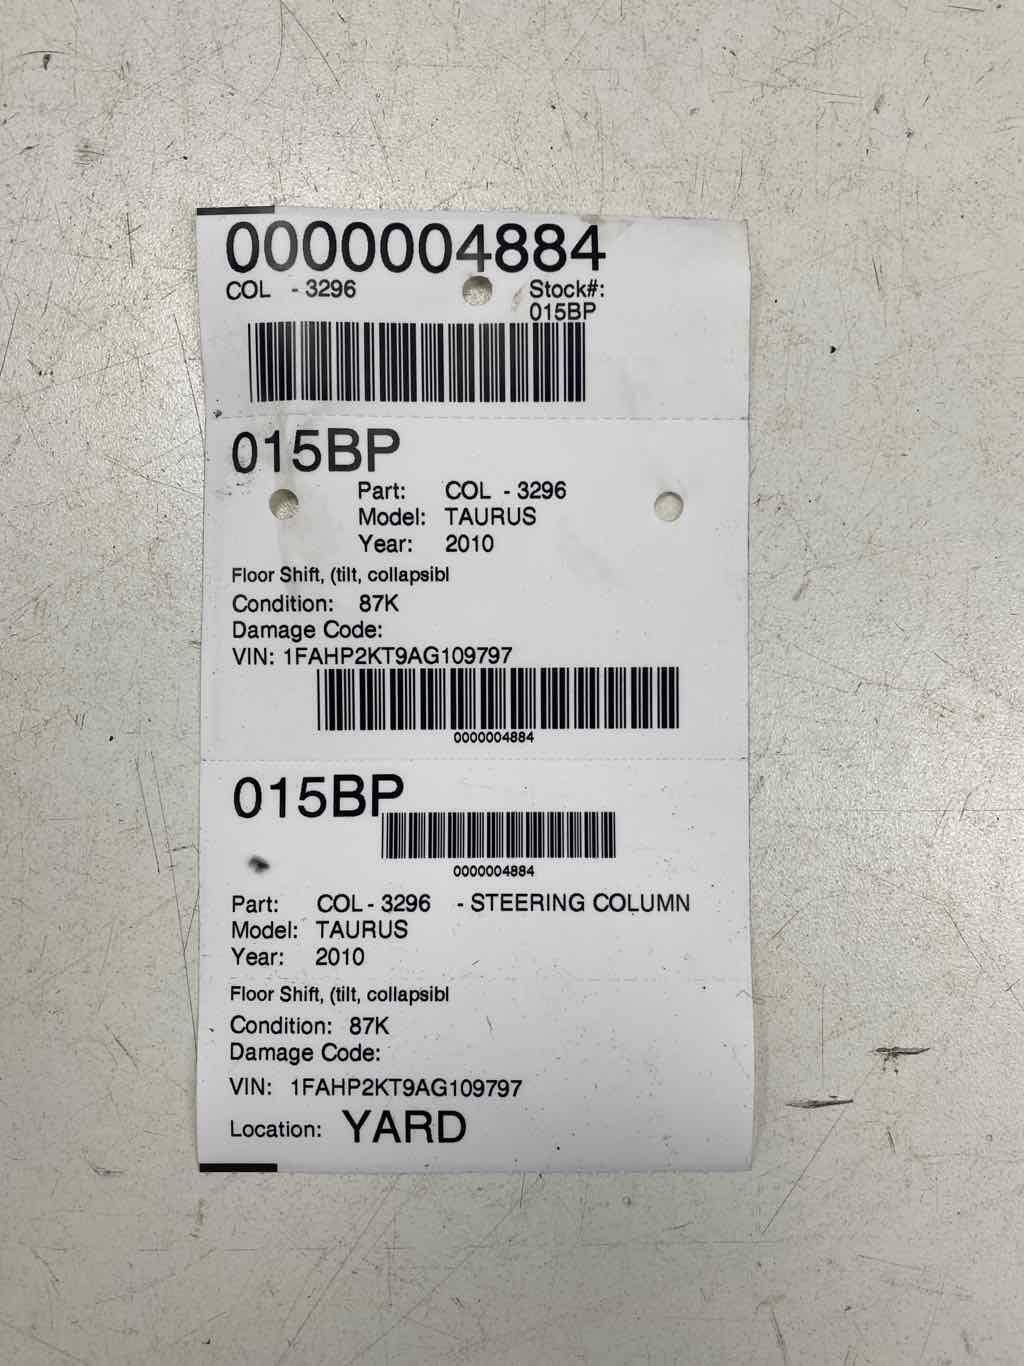 0000004884
COL - 3296
Stock#:
015BP
015BP
Part: COL - 3296
Model: TAURUS
Year: 2010
Floor Shift, (tilt, collapsibl
Condition: 87K
Damage Code:
VIN: 1FAHP2KT9AG109797
0000004884
015BP
0000004884
Part: COL - 3296 - STEERING COLUMN
Model: TAURUS
Year: 2010
Floor Shift, (tilt, collapsibl
Condition: 87K
Damage Code:
VIN: 1FAHP2KT9AG109797
Location: YARD